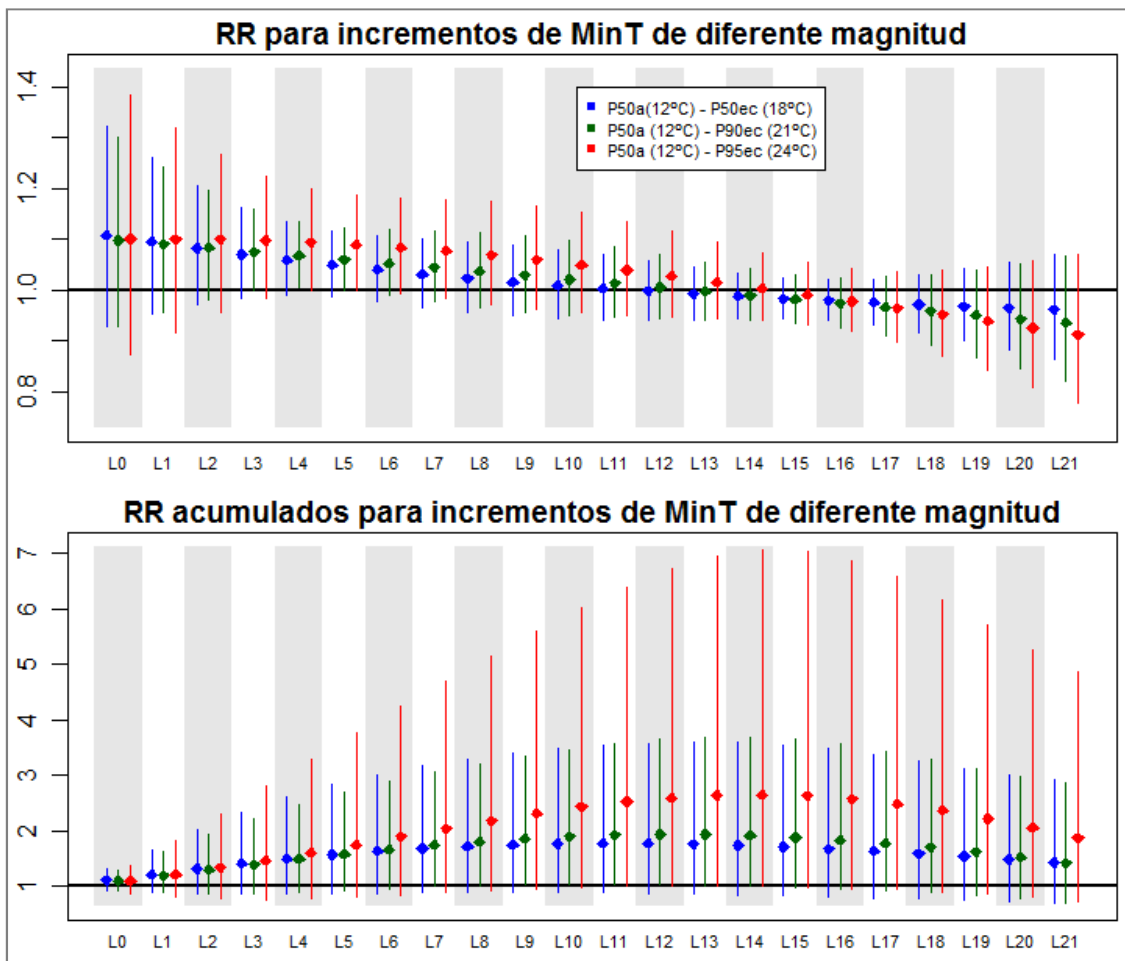 RR para incrementos de MinT de diferente magnitud
1.4
1.2
1.0
0.8
P50a(12ºC) - P50ec (18ºC)
P50a (12ºC) - P90ec (21ºC)
P50a (12ºC) - P95ec (24ºC)
L0 L1 L2 L3 L4 L5 L6 L7 L8 L9 L10 L11 L12 L13 L14 L15 L16 L17 L18 L19 L20 L21
RR acumulados para incrementos de MinT de diferente magnitud
7
6
5
4
3
2
1
L0 L1 L2 L3 L4 L5 L6 L7 L8 L9 L10 L11 L12 L13 L14 L15 L16 L17 L18 L19 L20 L21